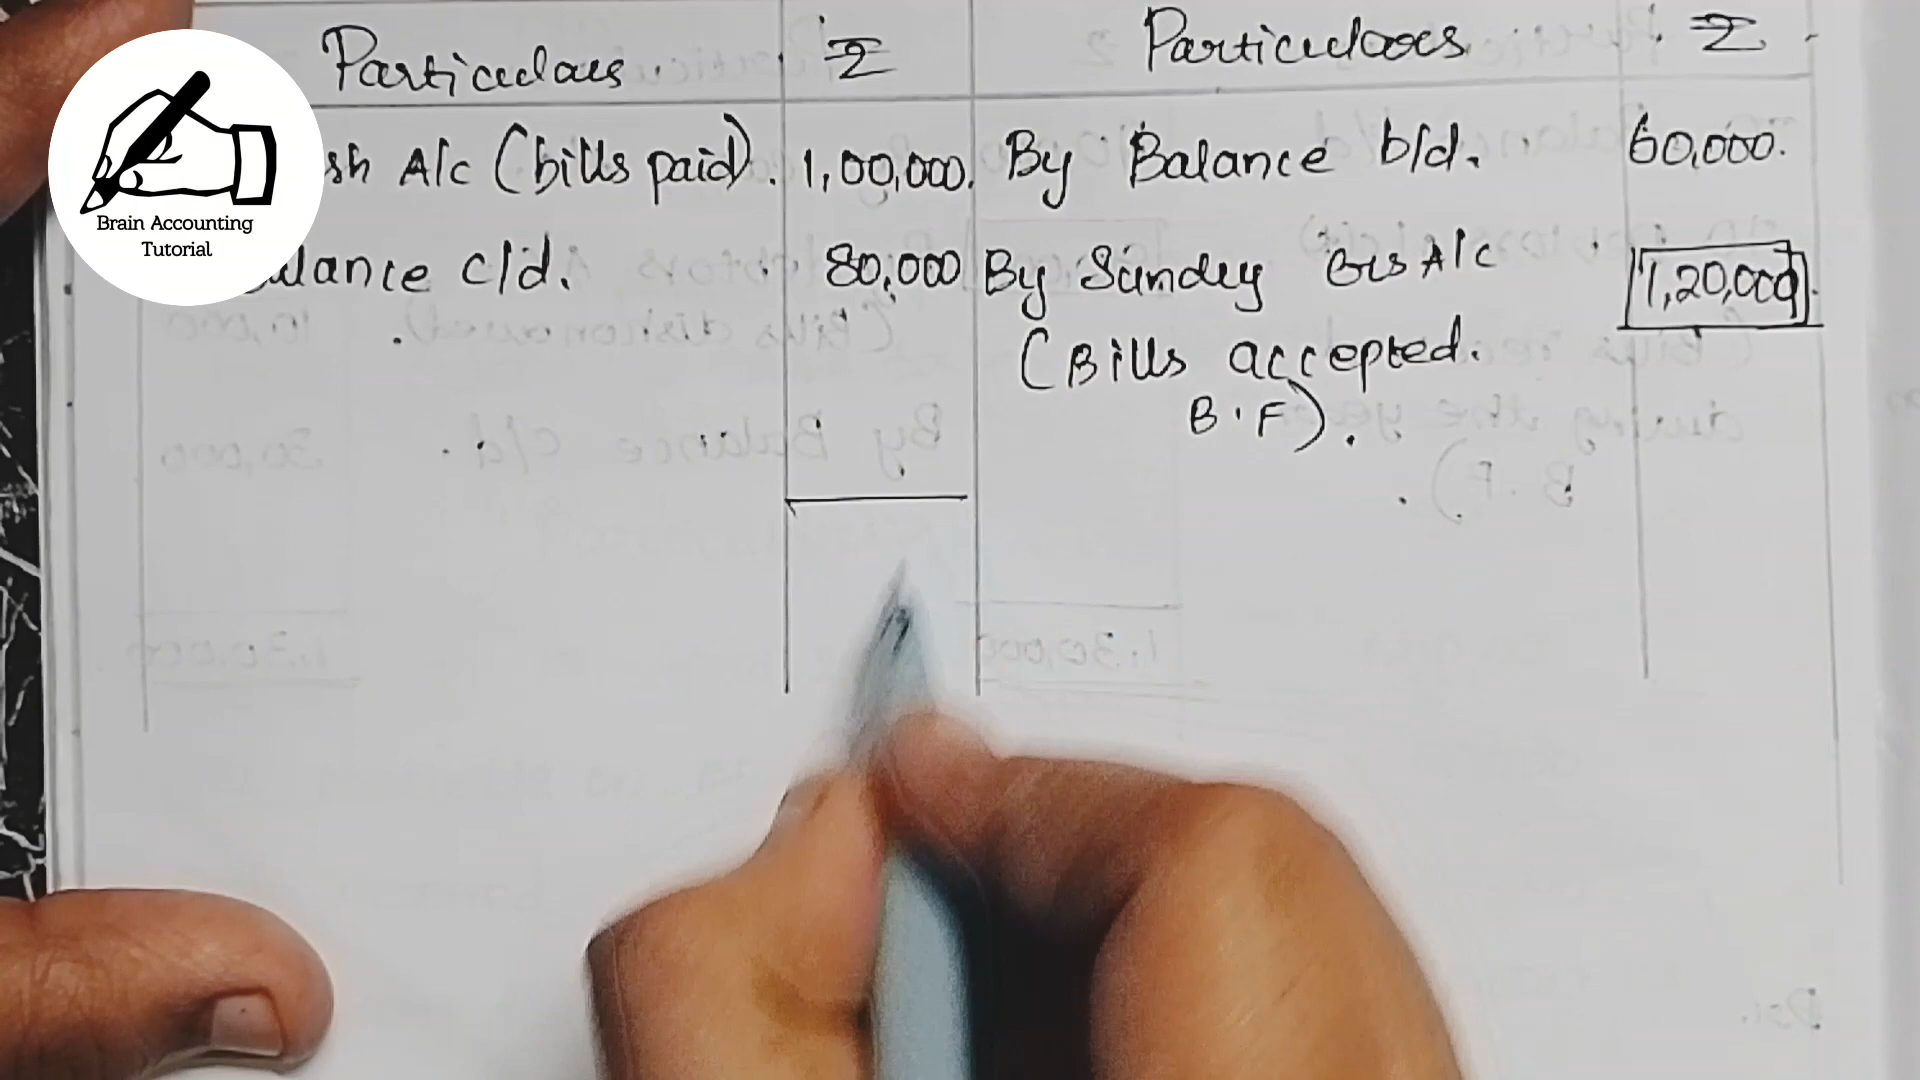 Particulars ₹ Particulars ₹
sh A/c (bills paid). 1,00,000. By Balance b/d. 60,000.
alance c/d. 80,000 By Sundry Crs A/c 1,20,000
(Bills accepted.
B.F).
Brain Accounting
Tutorial